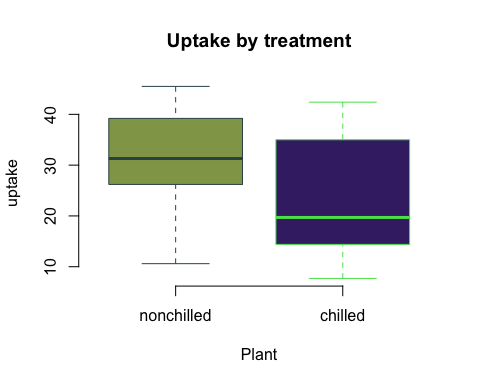 Uptake by treatment
uptake
40
30
20
10
nonchilled chilled
Plant